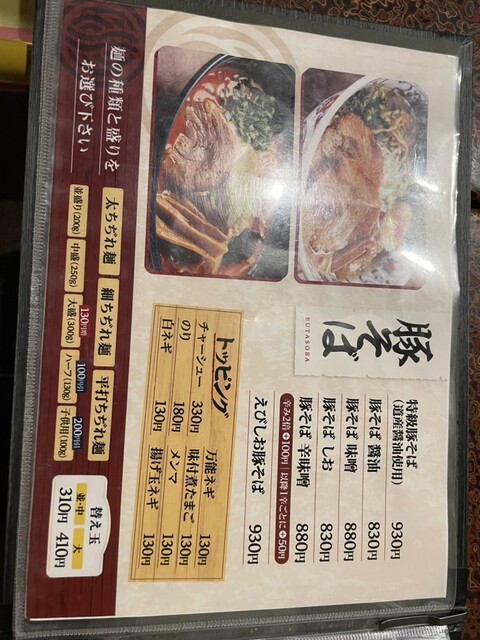 豚そば
BUTASOBA
特級豚そば 930円
(道産醤油使用)
豚そば 醤油 830円
豚そば 味噌 880円
豚そば しお 830円
豚そば 辛味噌 880円
辛み2倍+100円 以降1辛ごとに+50円
えびしお豚そば 930円
トッピング
チャーシュー 330円
のり 180円
白ネギ 130円
万能ネギ 130円
味付煮たまご 130円
メンマ 130円
揚げ玉ネギ 130円
麺の種類と盛りを
お選び下さい
太ちぢれ麺
細ちぢれ麺
平打ちぢれ麺
並盛り(200g)
中盛(250g)
130円増
大盛(300g)
100円引
ハーフ(130g)
200円引
子供用(100g)
替え玉
並・中 310円
大 410円